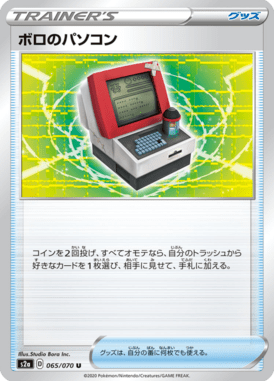 TRAINER'S
グッズ
ボロのパソコン
コインを2回投げ、すべてオモテなら、自分のトラッシュから
好きなカードを1枚選び、相手に見せて、手札に加える。
Illus.Studio Bora Inc.
s2a D 065/070 U
グッズは、自分の番に何枚でも使える。
©2020 Pokémon/Nintendo/Creatures/GAME FREAK.